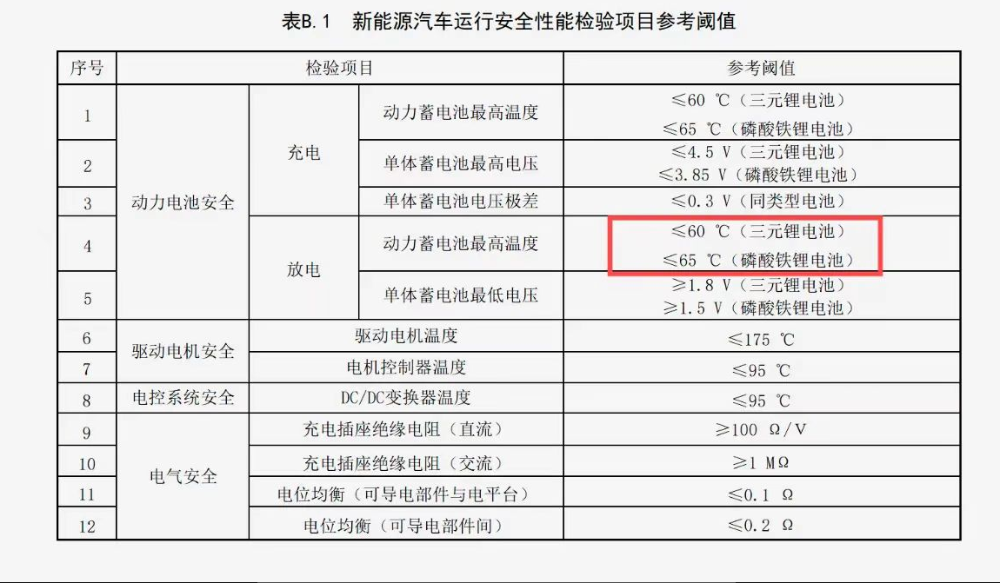 表B.1 新能源汽车运行安全性能检验项目参考阈值
序号 检验项目 参考阈值
1 动力电池安全 充电 动力蓄电池最高温度 ≤60 ℃（三元锂电池）
≤65 ℃（磷酸铁锂电池）
2 单体蓄电池最高电压 ≤4.5 V（三元锂电池）
≤3.85 V（磷酸铁锂电池）
3 单体蓄电池电压极差 ≤0.3 V（同类型电池）
4 放电 动力蓄电池最高温度 ≤60 ℃（三元锂电池）
≤65 ℃（磷酸铁锂电池）
5 单体蓄电池最低电压 ≥1.8 V（三元锂电池）
≥1.5 V（磷酸铁锂电池）
6 驱动电机安全 驱动电机温度 ≤175 ℃
7 电机控制器温度 ≤95 ℃
8 电控系统安全 DC/DC变换器温度 ≤95 ℃
9 电气安全 充电插座绝缘电阻（直流） ≥100 Ω/V
10 充电插座绝缘电阻（交流） ≥1 MΩ
11 电位均衡（可导电部件与电平台） ≤0.1 Ω
12 电位均衡（可导电部件间） ≤0.2 Ω